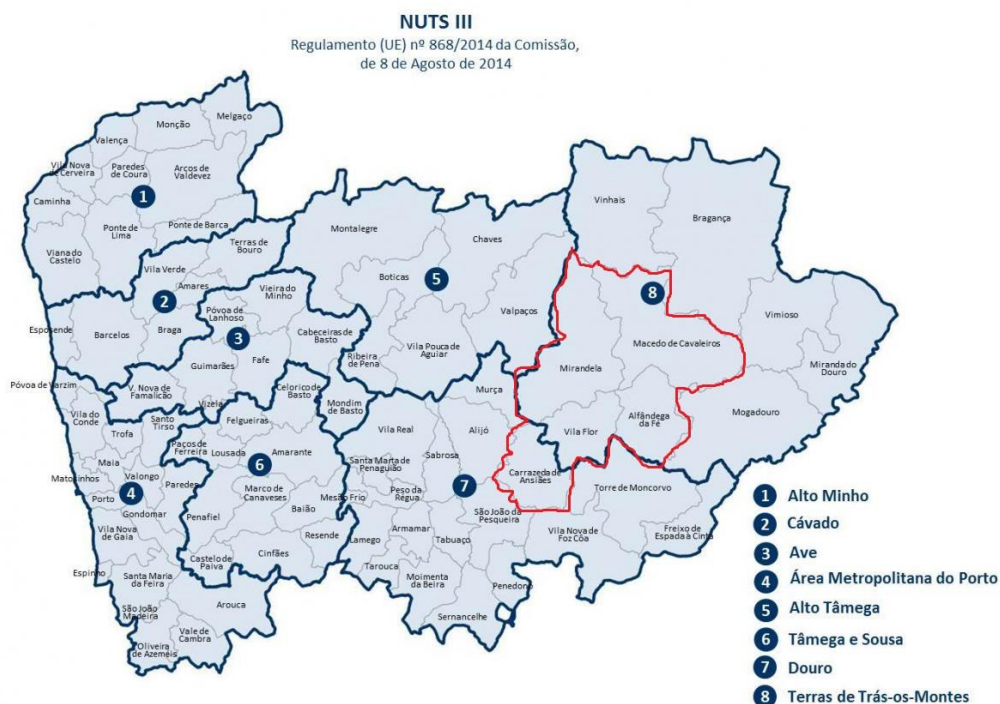 NUTS III
Regulamento (UE) nº 868/2014 da Comissão,
de 8 de Agosto de 2014
Melgaço
Monção
Valença
Vila Nova
de Cerveira
Paredes
de Coura
Arcos de
Valdevez
Caminha
1
Ponte de
Lima
Ponte de Barca
Viana do
Castelo
Terras de
Bouro
Vila Verde
Amares
2
Vieira do
Minho
Póvoa de
Lanhoso
Esposende
Barcelos
Braga
3
Cabeceiras de
Basto
Guimarães
Fafe
Póvoa de Varzim
V. Nova de
Famalicão
Vizela
Celorico de
Basto
Mondim
de Basto
Montalegre
Chaves
Boticas
5
Valpaços
Vila Pouca de
Aguiar
Ribeira
de Pena
Vinhais
Bragança
8
Vimioso
Macedo de Cavaleiros
Mirandela
Miranda do
Douro
Mogadouro
Alfândega
da Fé
Vila Flor
Murça
Vila Real
Alijó
Sabrosa
Santa Marta de
Penaguião
Carrazeda de
Ansiães
Torre de Moncorvo
Peso da
Régua
7
São João da
Pesqueira
Mesão Frio
Vila Nova de
Foz Côa
Freixo de
Espada à Cinta
Armamar
Tabuaço
Lamego
Tarouca
Moimenta
da Beira
Penedono
Sernancelhe
Vila do
Conde
Trofa
Santo
Tirso
Felgueiras
Paços de
Ferreira
Lousada
6
Amarante
Maia
Matosinhos
Valongo
Paredes
Marco de
Canaveses
Porto
4
Gondomar
Penafiel
Baião
Vila Nova
de Gaia
Resende
Cinfães
Castelo de
Paiva
Espinho
Santa Maria
da Feira
Arouca
São João
Madeira
Vale de
Cambra
Oliveira
de Azeméis
1 Alto Minho
2 Cávado
3 Ave
4 Área Metropolitana do Porto
5 Alto Tâmega
6 Tâmega e Sousa
7 Douro
8 Terras de Trás-os-Montes